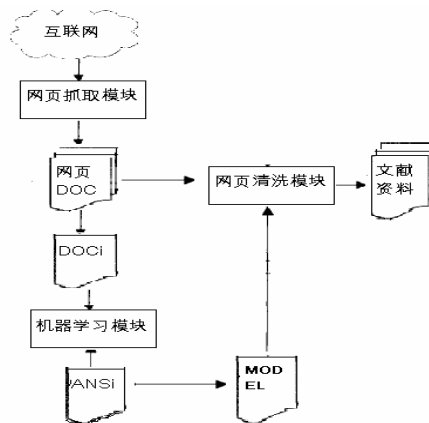 互联网
网页抓取模块
网页
DOC
网页清洗模块
文献
资料
DOCi
机器学习模块
ANSi
MOD
EL